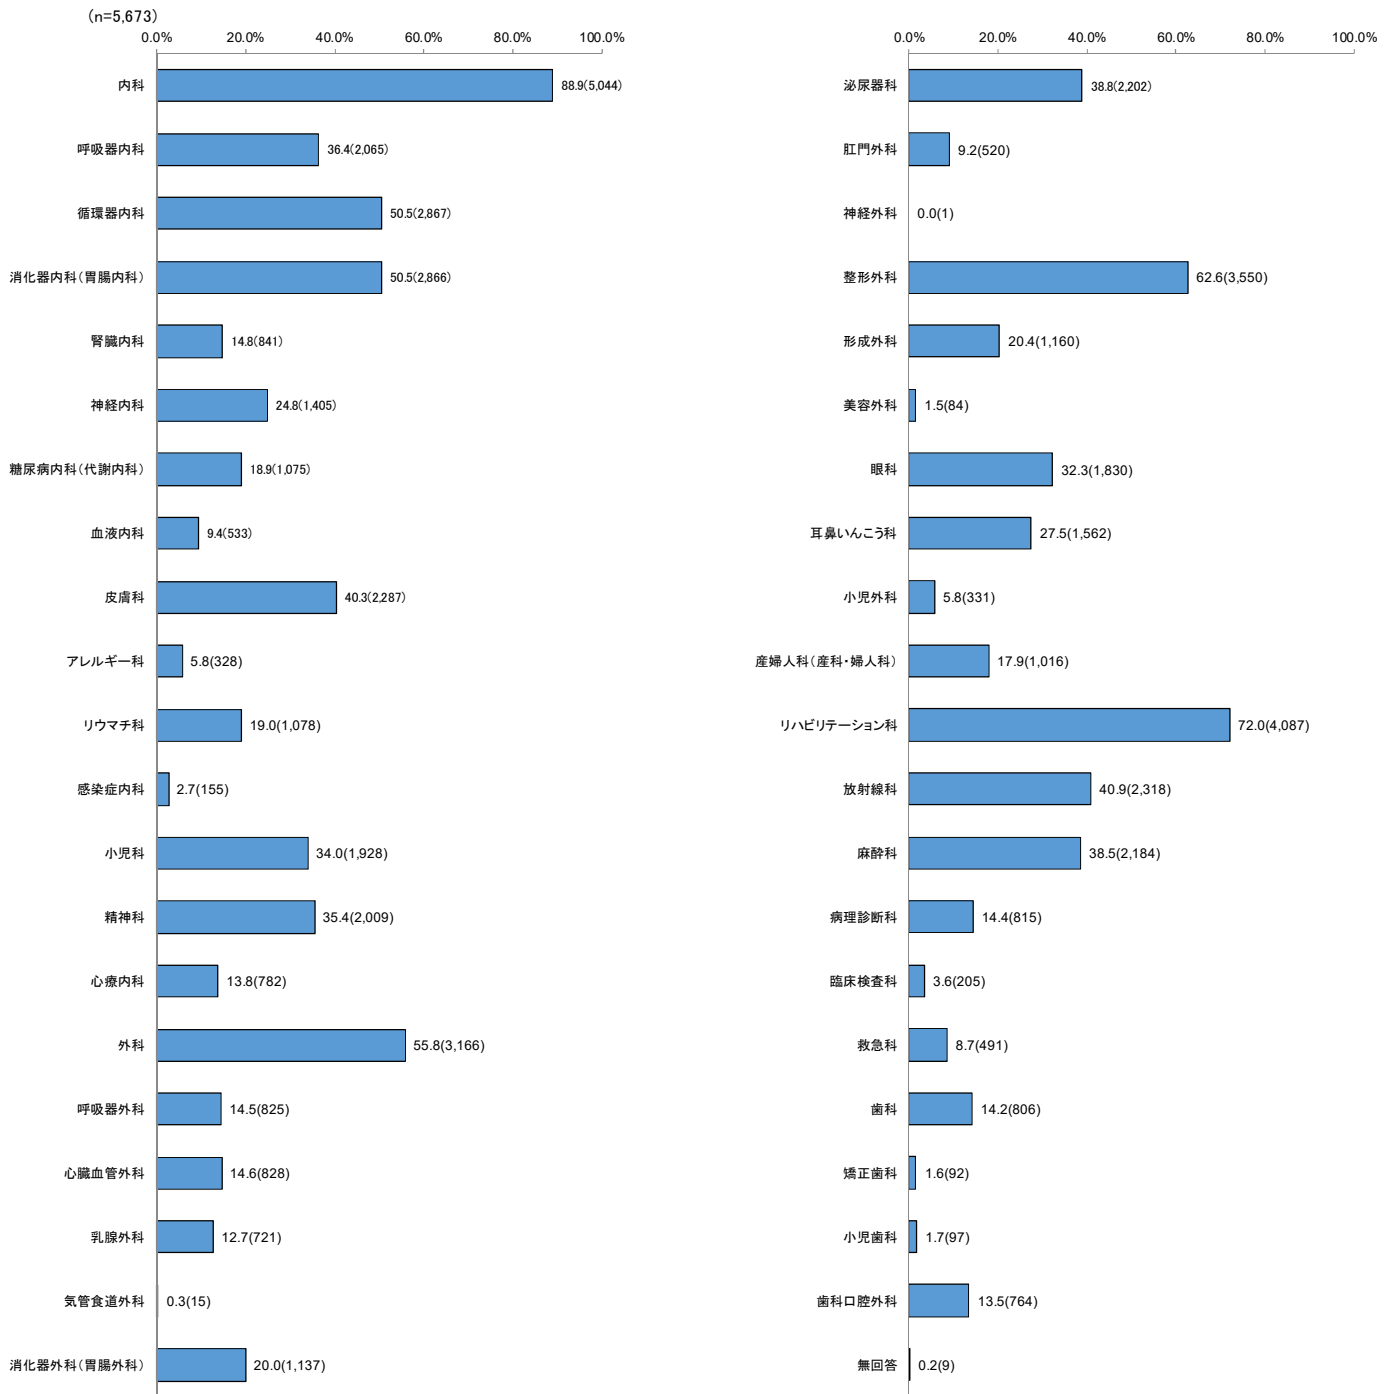 (n=5,673)
0.0% 20.0% 40.0% 60.0% 80.0% 100.0%
内科 88.9(5,044)
呼吸器内科 36.4(2,065)
循環器内科 50.5(2,867)
消化器内科(胃腸内科) 50.5(2,866)
腎臓内科 14.8(841)
神経内科 24.8(1,405)
糖尿病内科(代謝内科) 18.9(1,075)
血液内科 9.4(533)
皮膚科 40.3(2,287)
アレルギー科 5.8(328)
リウマチ科 19.0(1,078)
感染症内科 2.7(155)
小児科 34.0(1,928)
精神科 35.4(2,009)
心療内科 13.8(782)
外科 55.8(3,166)
呼吸器外科 14.5(825)
心臓血管外科 14.6(828)
乳腺外科 12.7(721)
気管食道外科 0.3(15)
消化器外科(胃腸外科) 20.0(1,137)
0.0% 20.0% 40.0% 60.0% 80.0% 100.0%
泌尿器科 38.8(2,202)
肛門外科 9.2(520)
神経外科 0.0(1)
整形外科 62.6(3,550)
形成外科 20.4(1,160)
美容外科 1.5(84)
眼科 32.3(1,830)
耳鼻いんこう科 27.5(1,562)
小児外科 5.8(331)
産婦人科(産科・婦人科) 17.9(1,016)
リハビリテーション科 72.0(4,087)
放射線科 40.9(2,318)
麻酔科 38.5(2,184)
病理診断科 14.4(815)
臨床検査科 3.6(205)
救急科 8.7(491)
歯科 14.2(806)
矯正歯科 1.6(92)
小児歯科 1.7(97)
歯科口腔外科 13.5(764)
無回答 0.2(9)